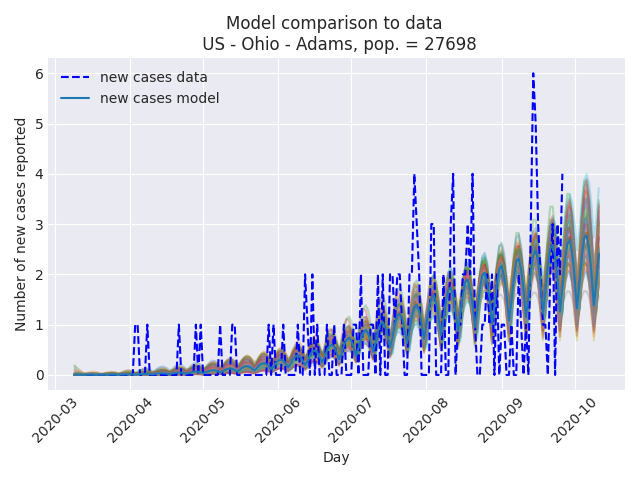 Model comparison to data
US - Ohio - Adams, pop. = 27698
Number of new cases reported
6
5
4
3
2
1
0
new cases data
new cases model
2020-03
2020-04
2020-05
2020-06
2020-07
2020-08
2020-09
2020-10
Day